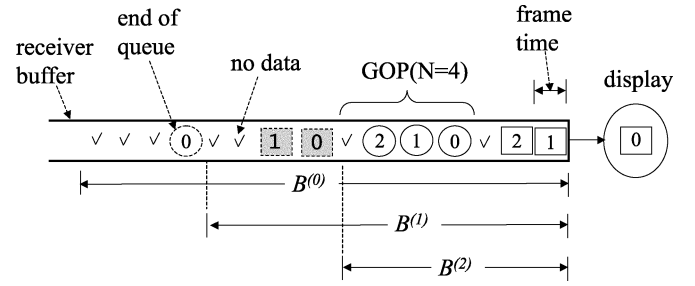 frame
time
end of
queue
receiver
buffer
no data
GOP(N=4)
display
✓ ✓ ✓ 0 ✓ ✓ 1 0 ✓ 2 1 0 ✓ 2 1 0
B(0)
B(1)
B(2)